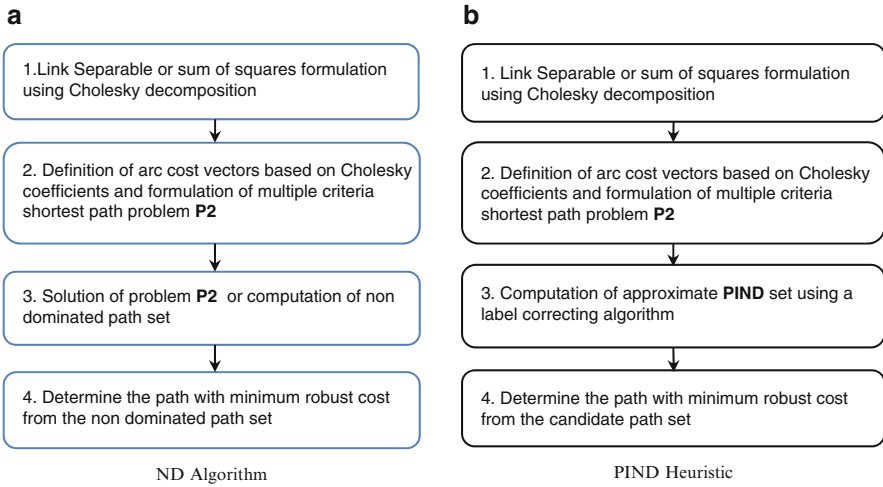 a
1.Link Separable or sum of squares formulation
using Cholesky decomposition
2. Definition of arc cost vectors based on Cholesky
coefficients and formulation of multiple criteria
shortest path problem P2
3. Solution of problem P2 or computation of non
dominated path set
4. Determine the path with minimum robust cost
from the non dominated path set
ND Algorithm
b
1. Link Separable or sum of squares formulation
using Cholesky decomposition
2. Definition of arc cost vectors based on Cholesky
coefficients and formulation of multiple criteria
shortest path problem P2
3. Computation of approximate PIND set using a
label correcting algorithm
4. Determine the path with minimum robust cost
from the candidate path set
PIND Heuristic